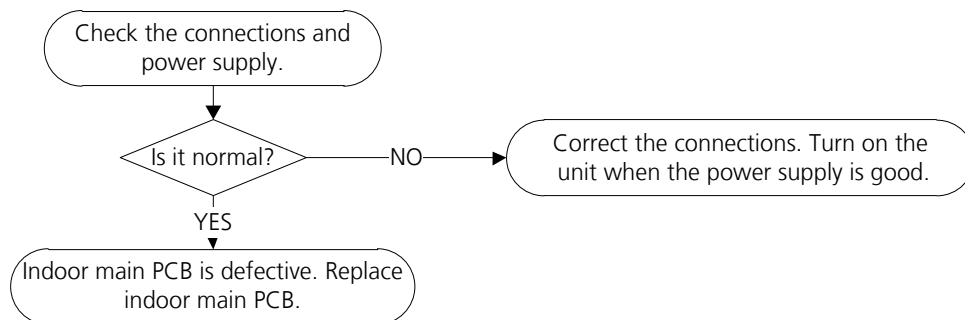 Check the connections and
power supply.
Is it normal?
NO
Correct the connections. Turn on the
unit when the power supply is good.
YES
Indoor main PCB is defective. Replace
indoor main PCB.